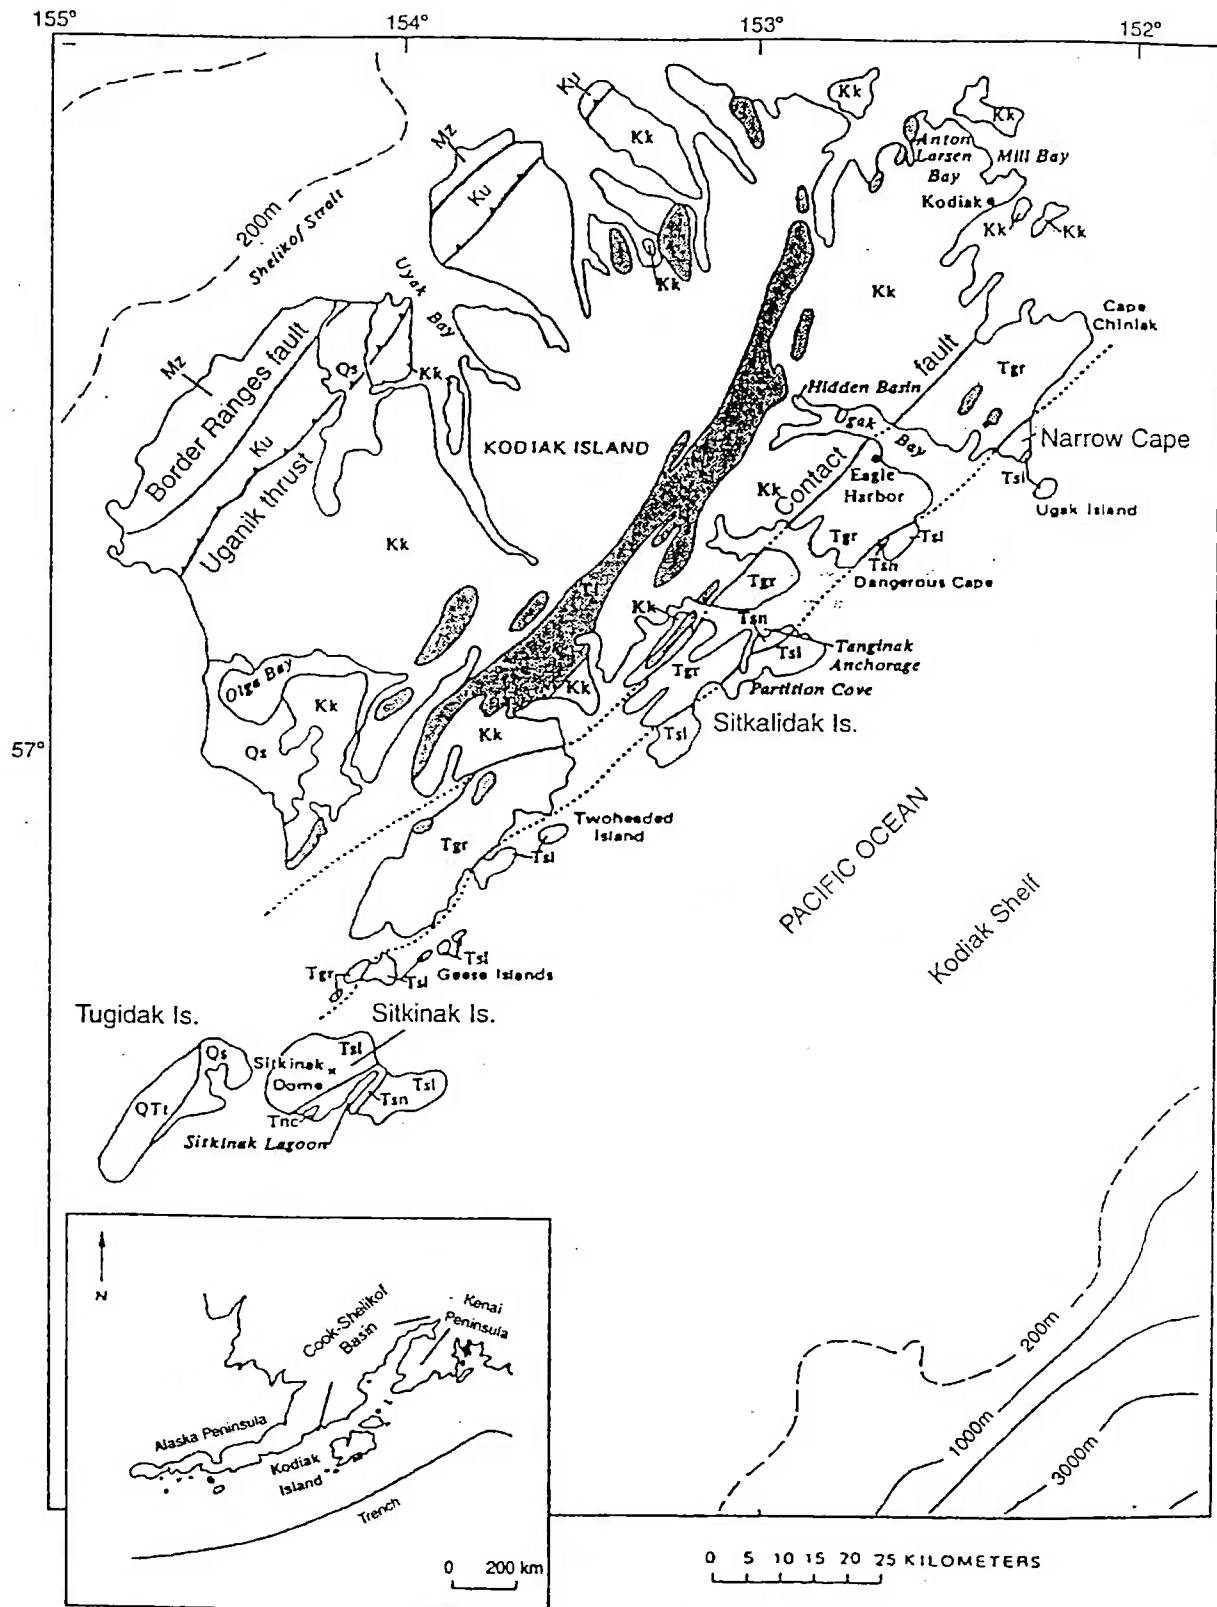 155°
154°
153°
152°
Ku
Kk
Kk
Kk
Mz
Ku
Anton
Larsen
Bay
Mill Bay
Kodiak
Kk
Kk
200m
Shelikof Strait
Kk
Uyak
Bay
Kk
Cape
Chiniak
fault
Mz
Border Ranges fault
Qs
Kk
Tgr
Hidden Basin
Ugak
Bay
Narrow Cape
Ku
KODIAK ISLAND
Uganik thrust
Kk
Contact
Eagle
Harbor
Tsl
Ugak Island
Kk
Tgr
Tsl
Tsn
Dangerous Cape
Tgr
Kk
Tsn
Tsl
Tanginak
Anchorage
Tgr
Partition Cove
Olga Bay
Kk
Kk
Kk
Tsl
Sitkalidak Is.
57°
Qs
Twoheaded
Island
Tgr
Tsl
PACIFIC OCEAN
Kodiak Shelf
Tgr
Tsl
Tsl
Geese Islands
Tugidak Is.
Sitkinak Is.
Qs
Sitkinak
Dome
Tsl
Tsl
QTt
Tnc
Tsn
Sitkinak Lagoon
N
Cook-Shelikof
Basin
Kenai
Peninsula
Alaska Peninsula
Kodiak
Island
Trench
0 200 km
200m
1000m
3000m
0 5 10 15 20 25 KILOMETERS